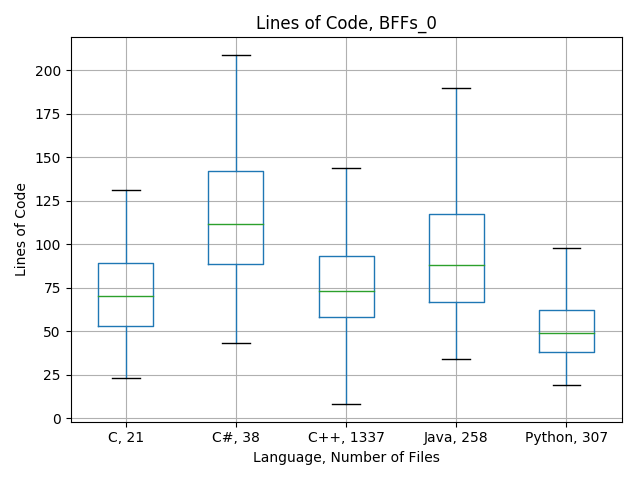 Lines of Code, BFFs_0
Lines of Code
200
175
150
125
100
75
50
25
0
C, 21
C#, 38
C++, 1337
Java, 258
Python, 307
Language, Number of Files